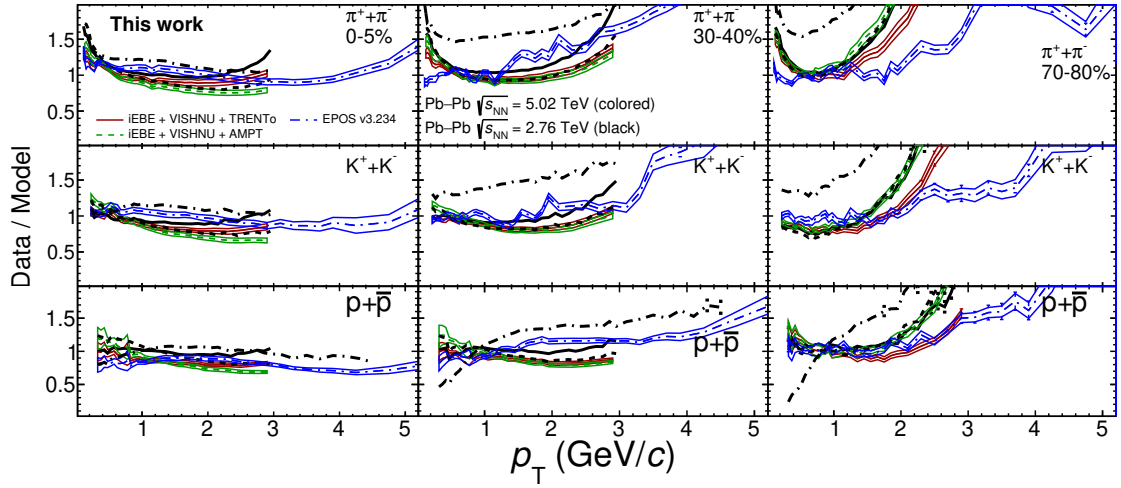 This work
π⁺+π⁻
0-5%
π⁺+π⁻
30-40%
π⁺+π⁻
70-80%
iEBE + VISHNU + TRENTo
EPOS v3.234
iEBE + VISHNU + AMPT
Pb–Pb √s_NN = 5.02 TeV (colored)
Pb–Pb √s_NN = 2.76 TeV (black)
1.5
1
0.5
K⁺+K⁻
K⁺+K⁻
K⁺+K⁻
1.5
1
0.5
p+p̅
p+p̅
p+p̅
1.5
1
0.5
Data / Model
1 2 3 4 5
1 2 3 4 5
1 2 3 4 5
p_T (GeV/c)